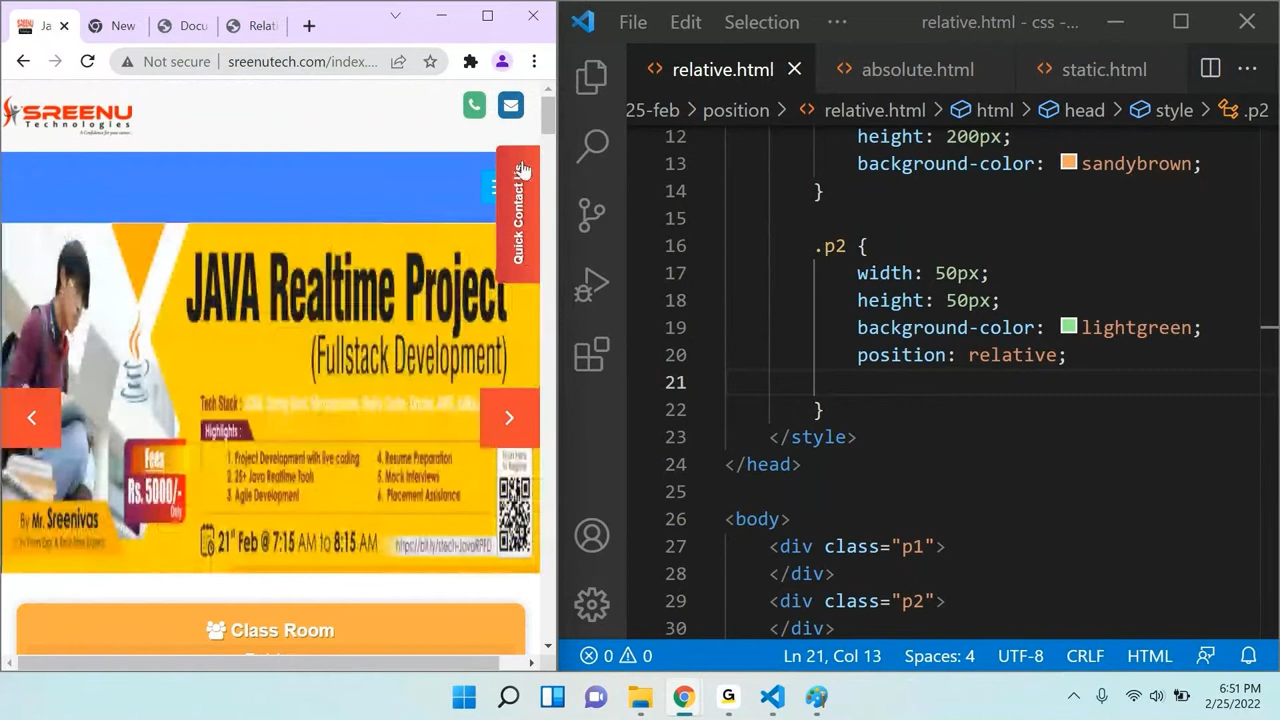 Ja
New
Docu
Relati
Not secure
sreenutech.com/index....
SREENU
Technologies
Quick Contact Us
JAVA Realtime Project
(Fullstack Development)
Tech Stack :
Highlights :
1. Project Development with live coding
2. 25+ Java Realtime Tools
3. Agile Development
4. Resume Preparation
5. Mock Interviews
6. Placement Assistance
Fees
Rs. 5000/-
Only
By Mr. Sreenivas
21st Feb @ 7:15 AM to 8:15 AM
Class Room
File Edit Selection ···
relative.html - css -...
relative.html
absolute.html
static.html
25-feb > position > relative.html > html > head > style > .p2
12 height: 200px;
13 background-color: sandybrown;
14 }
15
16 .p2 {
17 width: 50px;
18 height: 50px;
19 background-color: lightgreen;
20 position: relative;
21
22 }
23 </style>
24 </head>
25
26 <body>
27 <div class="p1">
28 </div>
29 <div class="p2">
30 </div>
0 0
Ln 21, Col 13
Spaces: 4
UTF-8
CRLF
HTML
G
6:51 PM
2/25/2022